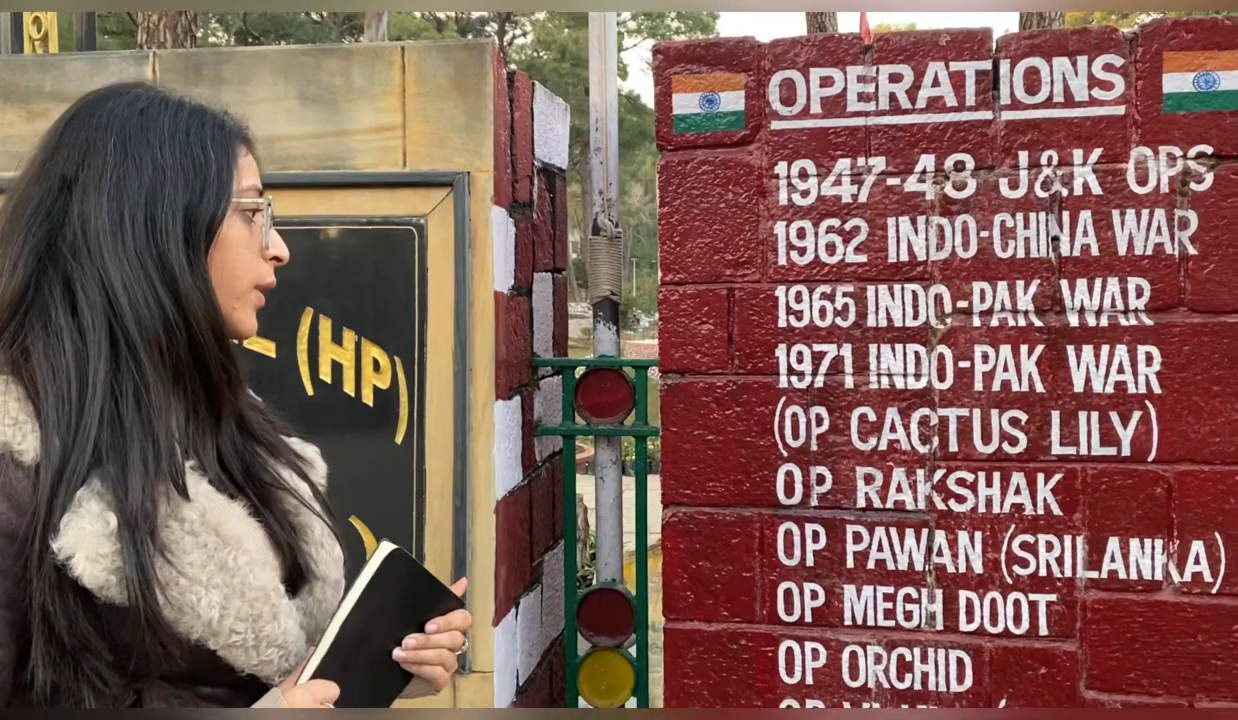 (HP)
OPERATIONS
1947-48 J&K OPS
1962 INDO-CHINA WAR
1965 INDO-PAK WAR
1971 INDO-PAK WAR
(OP CACTUS LILY)
OP RAKSHAK
OP PAWAN (SRILANKA)
OP MEGH DOOT
OP ORCHID
OP